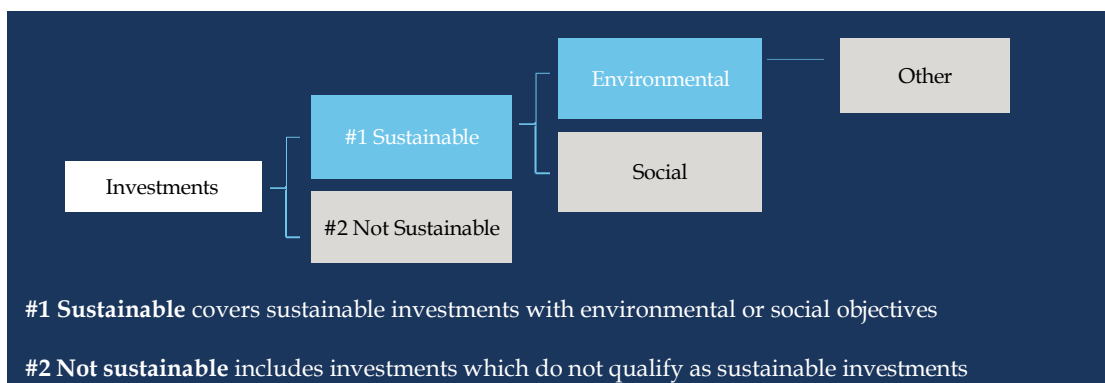 Environmental
Other
#1 Sustainable
Social
Investments
#2 Not Sustainable
#1 Sustainable covers sustainable investments with environmental or social objectives
#2 Not sustainable includes investments which do not qualify as sustainable investments